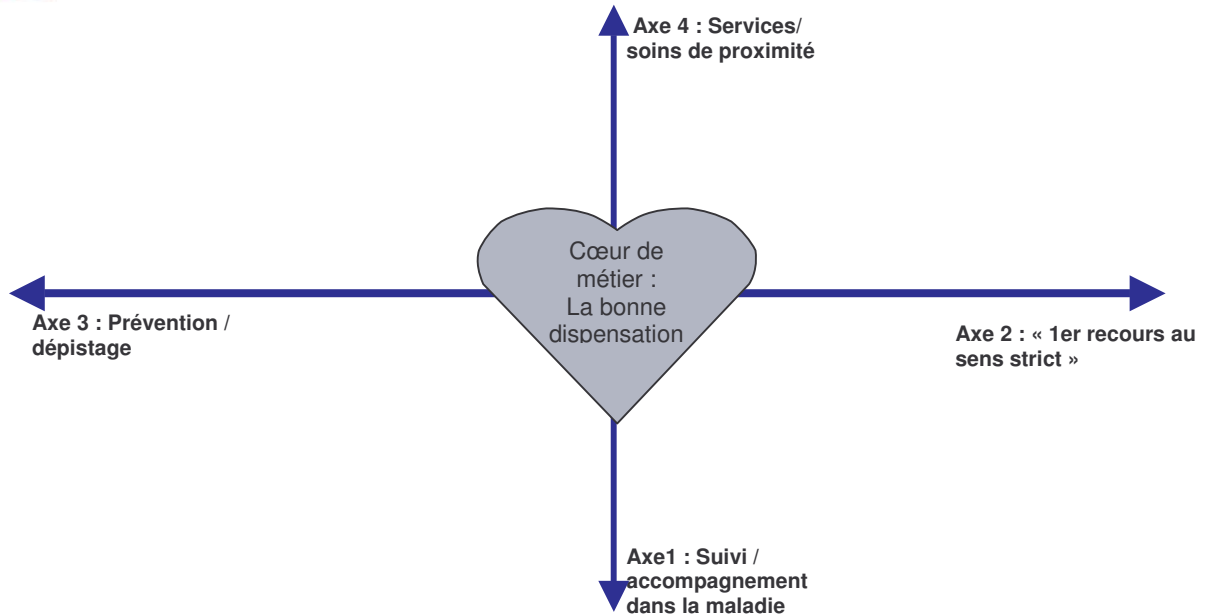 Axe 4 : Services/
soins de proximité
Cœur de
métier :
La bonne
dispensation
Axe 3 : Prévention /
dépistage
Axe 2 : « 1er recours au
sens strict »
Axe1 : Suivi /
accompagnement
dans la maladie